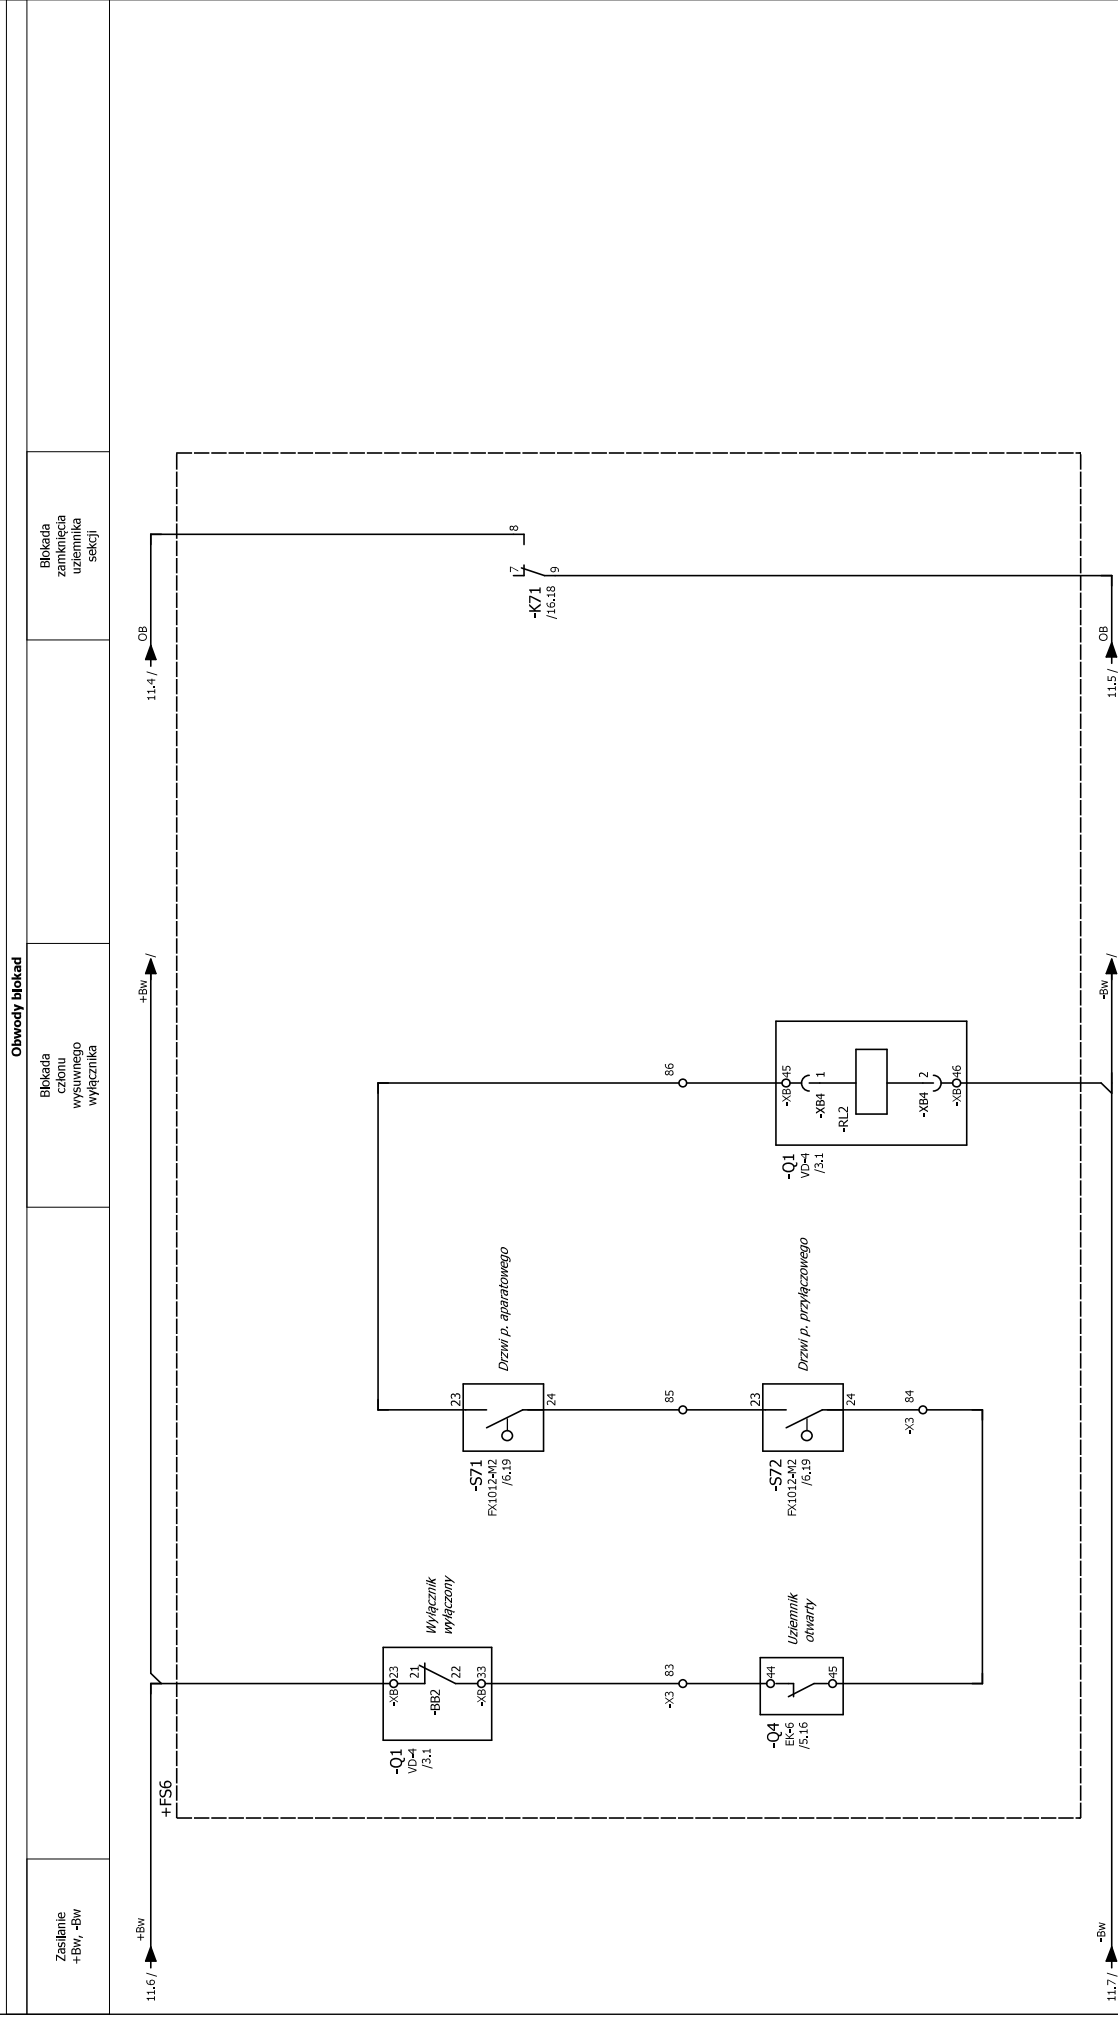 Obwody blokad
Zasilanie
+Bw, -Bw
Blokada
członu
wysuwnego
wyłącznika
Blokada
zamknięcia
uziemnika
sekcji
11.6 /
+Bw
+Bw
/
11.4 /
OB
+FS6
-Q1
VD-4
/3.1
-XB
23
21
-BB2
22
-XB
33
Wyłącznik
wyłączony
-X3
83
-Q4
EK-6
/5.16
44
45
Uziemnik
otwarty
-S71
FX1012-M2
/6.19
23
24
Drzwi p. aparatowego
85
-S72
FX1012-M2
/6.19
23
24
Drzwi p. przyłączowego
-X3
84
86
-Q1
VD-4
/3.1
-XB
45
-XB4
1
-RL2
-XB4
2
-XB
46
-K71
/16.18
7
8
9
11.7 /
-Bw
-Bw
/
11.5 /
OB